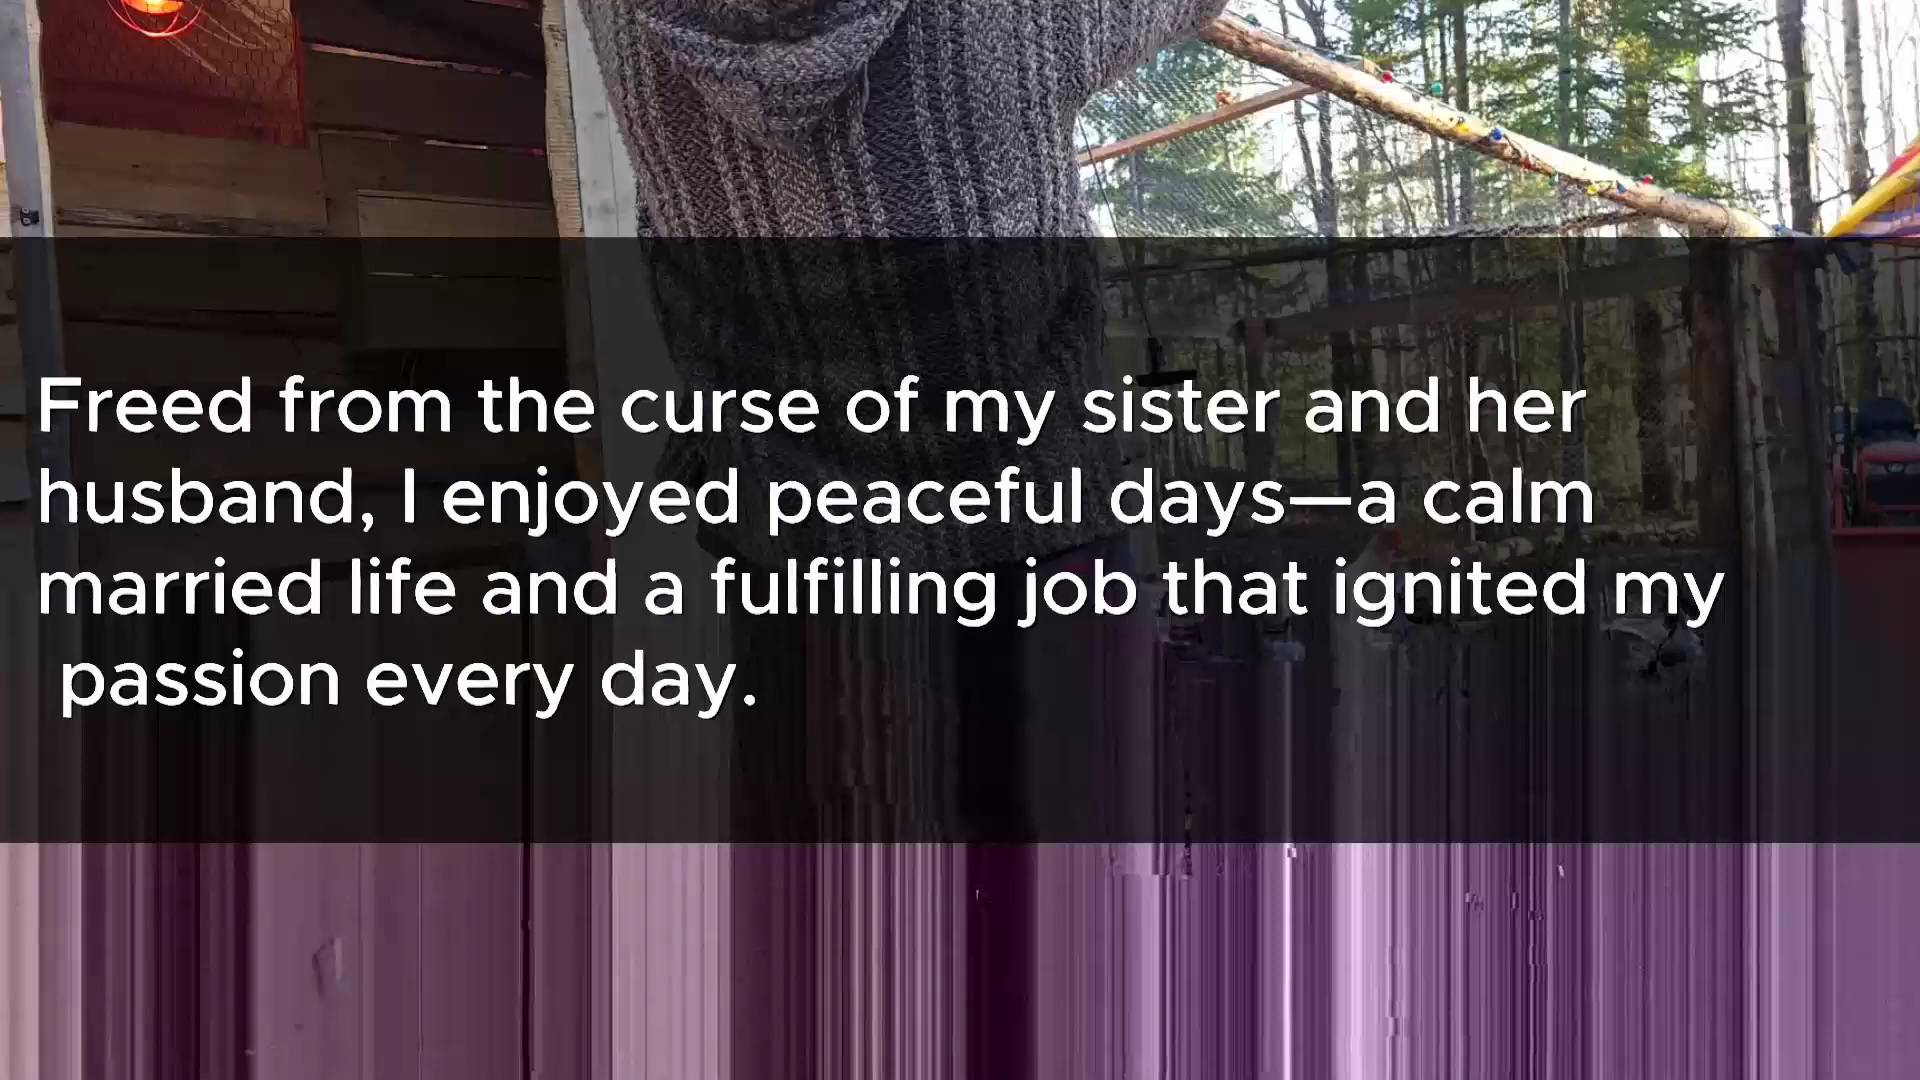 Freed from the curse of my sister and her
husband, I enjoyed peaceful days—a calm
married life and a fulfilling job that ignited my
passion every day.